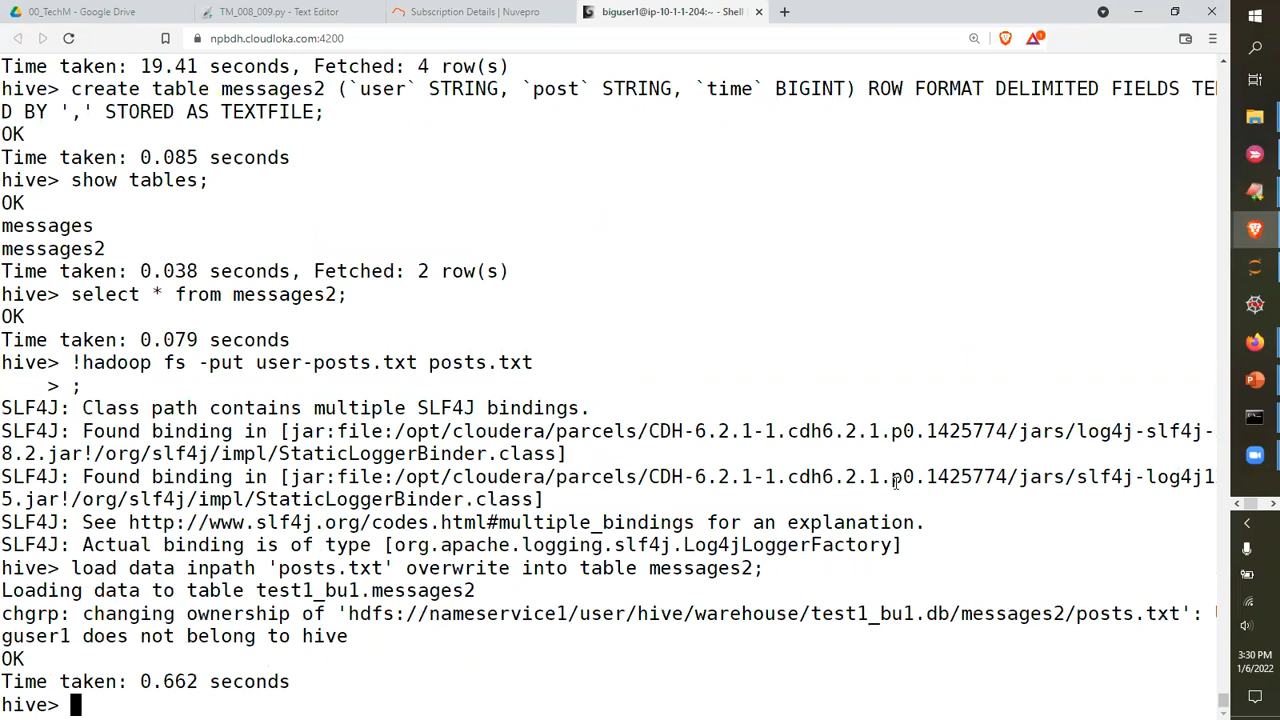 00_TechM - Google Drive
TM_008_009.py - Text Editor
Subscription Details | Nuvepro
biguser1@ip-10-1-1-204:~ - Shell
npbdh.cloudloka.com:4200
Time taken: 19.41 seconds, Fetched: 4 row(s)
hive> create table messages2 (`user` STRING, `post` STRING, `time` BIGINT) ROW FORMAT DELIMITED FIELDS TE
D BY ',' STORED AS TEXTFILE;
OK
Time taken: 0.085 seconds
hive> show tables;
OK
messages
messages2
Time taken: 0.038 seconds, Fetched: 2 row(s)
hive> select * from messages2;
OK
Time taken: 0.079 seconds
hive> !hadoop fs -put user-posts.txt posts.txt
    > ;
SLF4J: Class path contains multiple SLF4J bindings.
SLF4J: Found binding in [jar:file:/opt/cloudera/parcels/CDH-6.2.1-1.cdh6.2.1.p0.1425774/jars/log4j-slf4j-
8.2.jar!/org/slf4j/impl/StaticLoggerBinder.class]
SLF4J: Found binding in [jar:file:/opt/cloudera/parcels/CDH-6.2.1-1.cdh6.2.1.p0.1425774/jars/slf4j-log4j1
5.jar!/org/slf4j/impl/StaticLoggerBinder.class]
SLF4J: See http://www.slf4j.org/codes.html#multiple_bindings for an explanation.
SLF4J: Actual binding is of type [org.apache.logging.slf4j.Log4jLoggerFactory]
hive> load data inpath 'posts.txt' overwrite into table messages2;
Loading data to table test1_bu1.messages2
chgrp: changing ownership of 'hdfs://nameservice1/user/hive/warehouse/test1_bu1.db/messages2/posts.txt':
guser1 does not belong to hive
OK
Time taken: 0.662 seconds
hive>
3:30 PM
1/6/2022